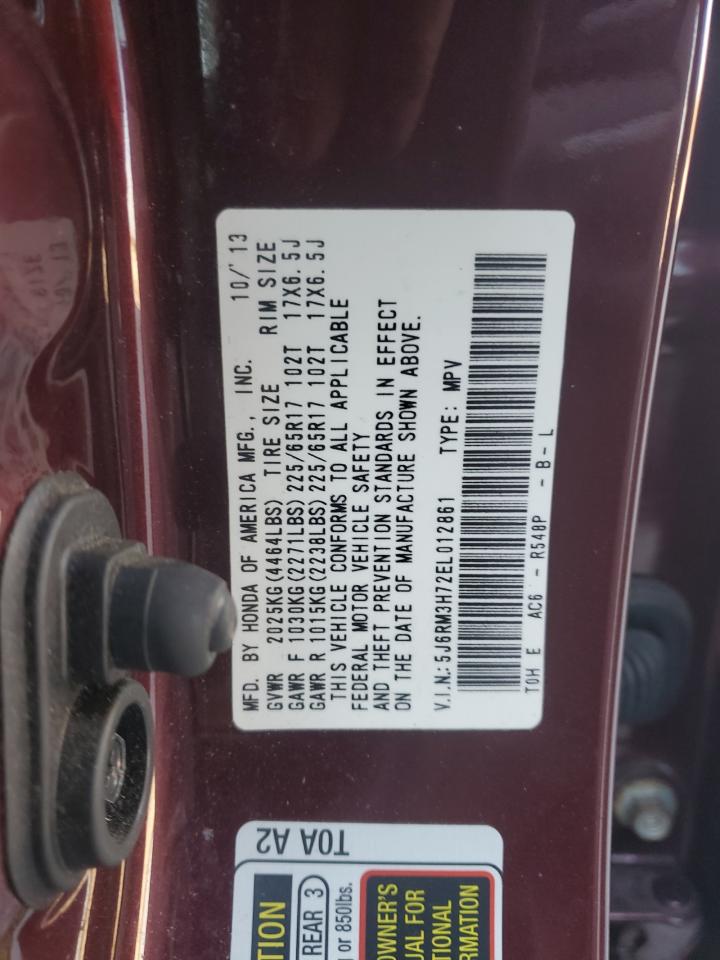 MFD. BY HONDA OF AMERICA MFG., INC. 10/'13
GVWR 2025KG(4464LBS) TIRE SIZE RIM SIZE
GAWR F 1030KG(2271LBS) 225/65R17 102T 17X6.5J
GAWR R 1015KG(2238LBS) 225/65R17 102T 17X6.5J
THIS VEHICLE CONFORMS TO ALL APPLICABLE
FEDERAL MOTOR VEHICLE SAFETY
AND THEFT PREVENTION STANDARDS IN EFFECT
ON THE DATE OF MANUFACTURE SHOWN ABOVE.
V.I.N.: 5J6RM3H72EL012861 TYPE: MPV
T0H E AC6 - R548P - B - L
T0A A2
TION
REAR 3
or 850lbs.
OWNER'S
UAL FOR
TIONAL
RMATION